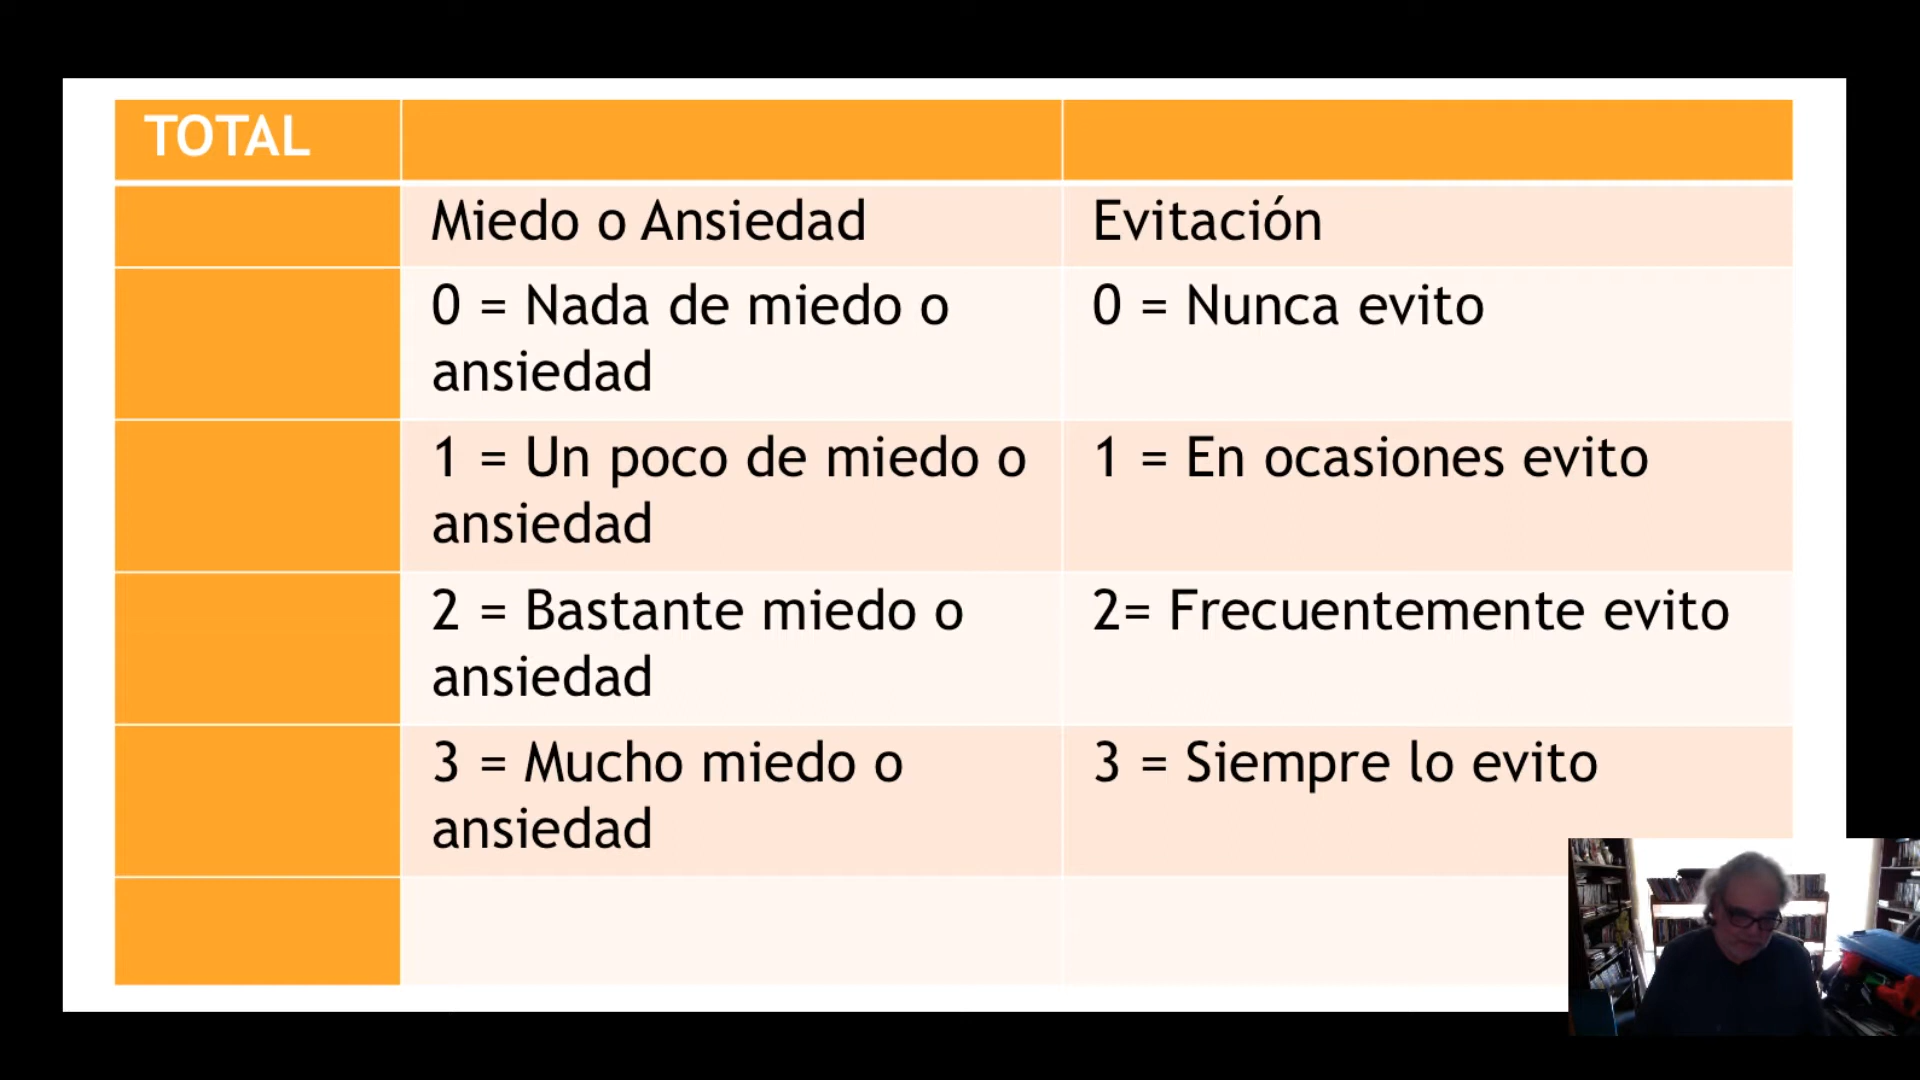 TOTAL
Miedo o Ansiedad
Evitación
0 = Nada de miedo o
ansiedad
0 = Nunca evito
1 = Un poco de miedo o
ansiedad
1 = En ocasiones evito
2 = Bastante miedo o
ansiedad
2= Frecuentemente evito
3 = Mucho miedo o
ansiedad
3 = Siempre lo evito